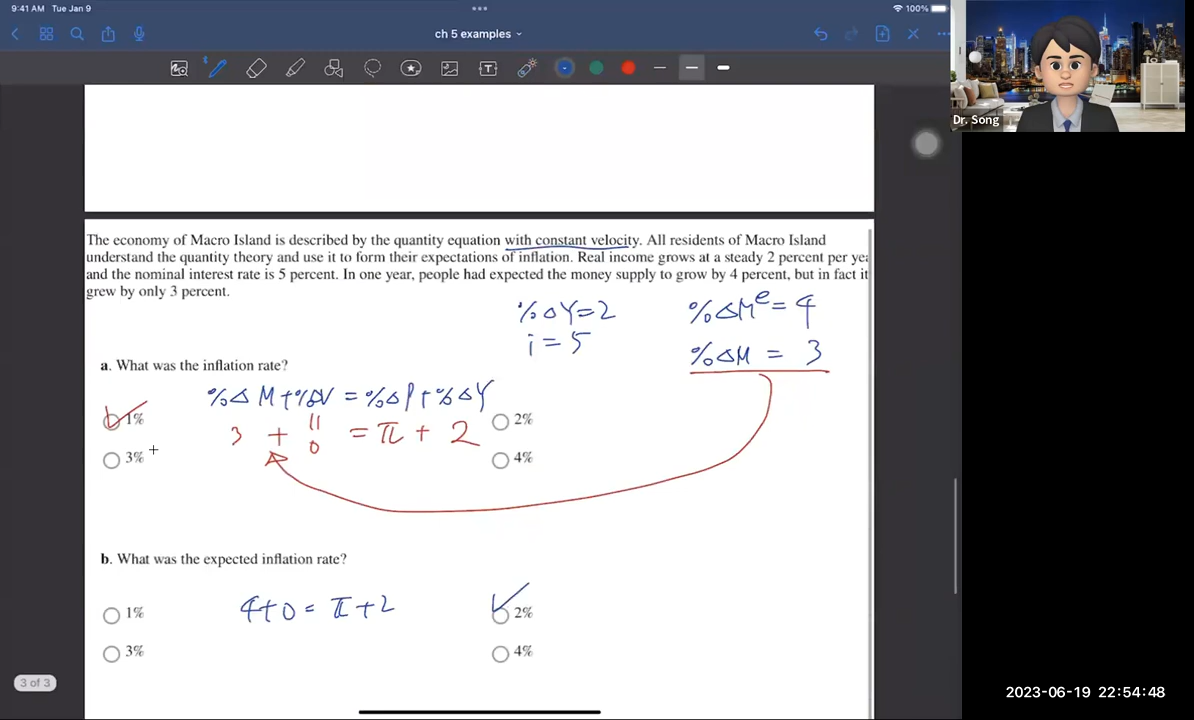 9:41 AM Tue Jan 9
100%
ch 5 examples
Dr. Song
The economy of Macro Island is described by the quantity equation with constant velocity. All residents of Macro Island
understand the quantity theory and use it to form their expectations of inflation. Real income grows at a steady 2 percent per yea
and the nominal interest rate is 5 percent. In one year, people had expected the money supply to grow by 4 percent, but in fact it
grew by only 3 percent.
%ΔY=2
%ΔMᵉ= 4
i = 5
%ΔM = 3
a. What was the inflation rate?
%Δ M+%ΔV = %ΔP+%ΔY
1%
2%
3 + 0 = π + 2
3%
4%
b. What was the expected inflation rate?
1%
4+0= π+2
2%
3%
4%
3 of 3
2023-06-19 22:54:48